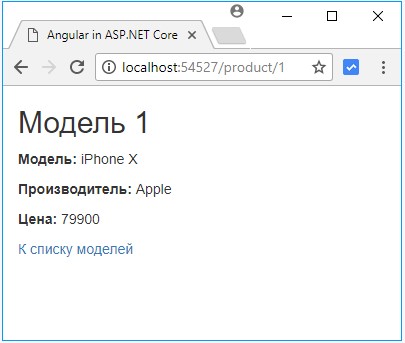 Angular in ASP.NET Core
localhost:54527/product/1
Модель 1
Модель: iPhone X
Производитель: Apple
Цена: 79900
К списку моделей